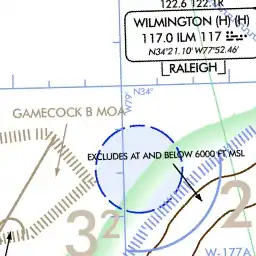 122.6 122.1R
WILMINGTON (H) (H)
117.0 ILM 117
N34°21.10' W77°52.46'
RALEIGH
N34°
W79°
GAMECOCK B MOA
EXCLUDES AT AND BELOW 6000 FT MSL
3²
2
W-177A